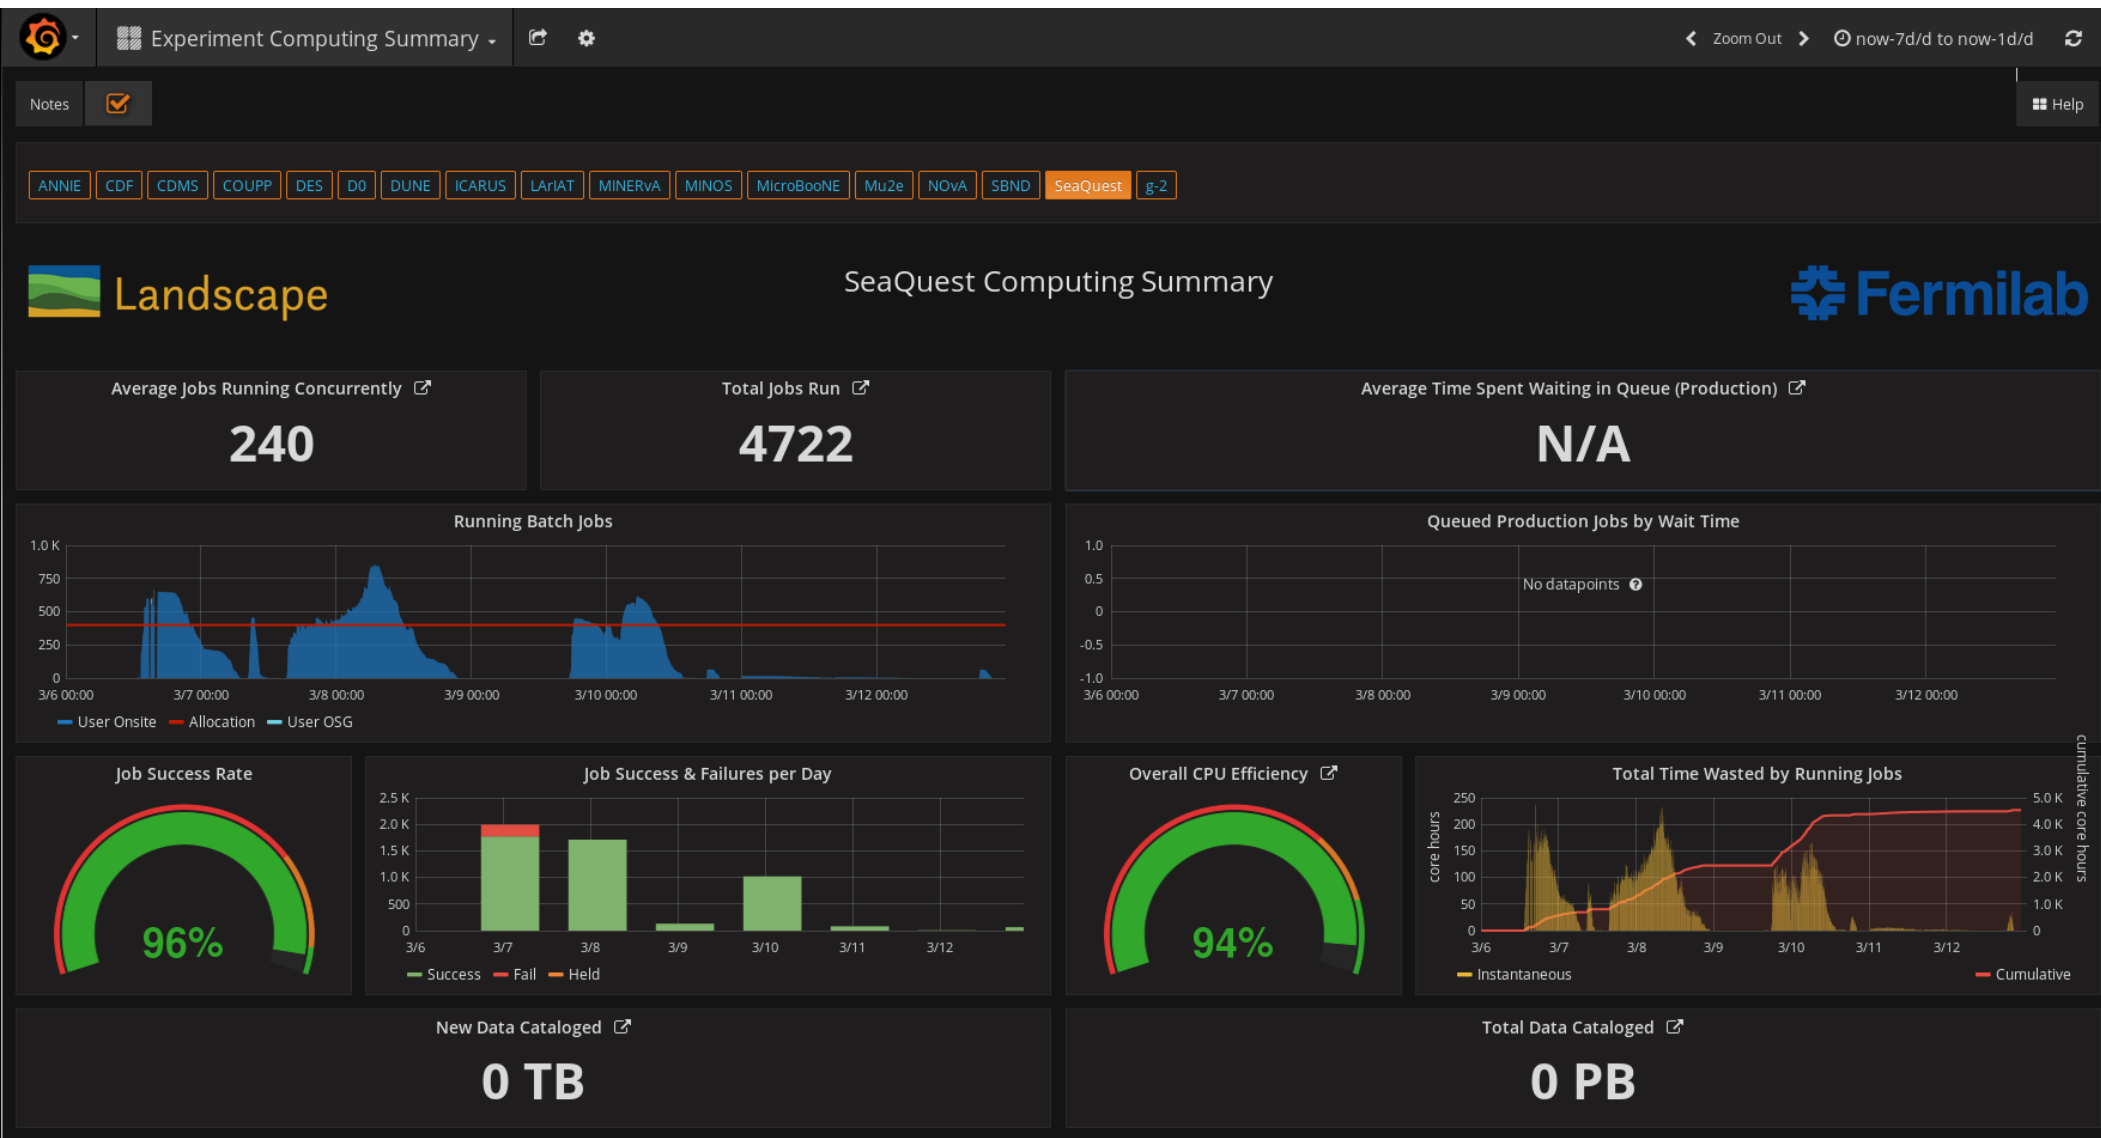 Experiment Computing Summary
Zoom Out
now-7d/d to now-1d/d
Notes
Help
ANNIE CDF CDMS COUPP DES D0 DUNE ICARUS LArIAT MINERvA MINOS MicroBooNE Mu2e NOvA SBND SeaQuest g-2
Landscape
SeaQuest Computing Summary
Fermilab
Average Jobs Running Concurrently
240
Total Jobs Run
4722
Average Time Spent Waiting in Queue (Production)
N/A
Running Batch Jobs
1.0 K
750
500
250
0
3/6 00:00 3/7 00:00 3/8 00:00 3/9 00:00 3/10 00:00 3/11 00:00 3/12 00:00
User Onsite Allocation User OSG
Queued Production Jobs by Wait Time
1.0
0.5
0
-0.5
-1.0
No datapoints
3/6 00:00 3/7 00:00 3/8 00:00 3/9 00:00 3/10 00:00 3/11 00:00 3/12 00:00
Job Success Rate
96%
Job Success & Failures per Day
2.5 K
2.0 K
1.5 K
1.0 K
500
0
3/6 3/7 3/8 3/9 3/10 3/11 3/12
Success Fail Held
Overall CPU Efficiency
94%
Total Time Wasted by Running Jobs
core hours
250
200
150
100
50
0
5.0 K
4.0 K
3.0 K
2.0 K
1.0 K
0
cumulative core hours
3/6 3/7 3/8 3/9 3/10 3/11 3/12
Instantaneous Cumulative
New Data Cataloged
0 TB
Total Data Cataloged
0 PB